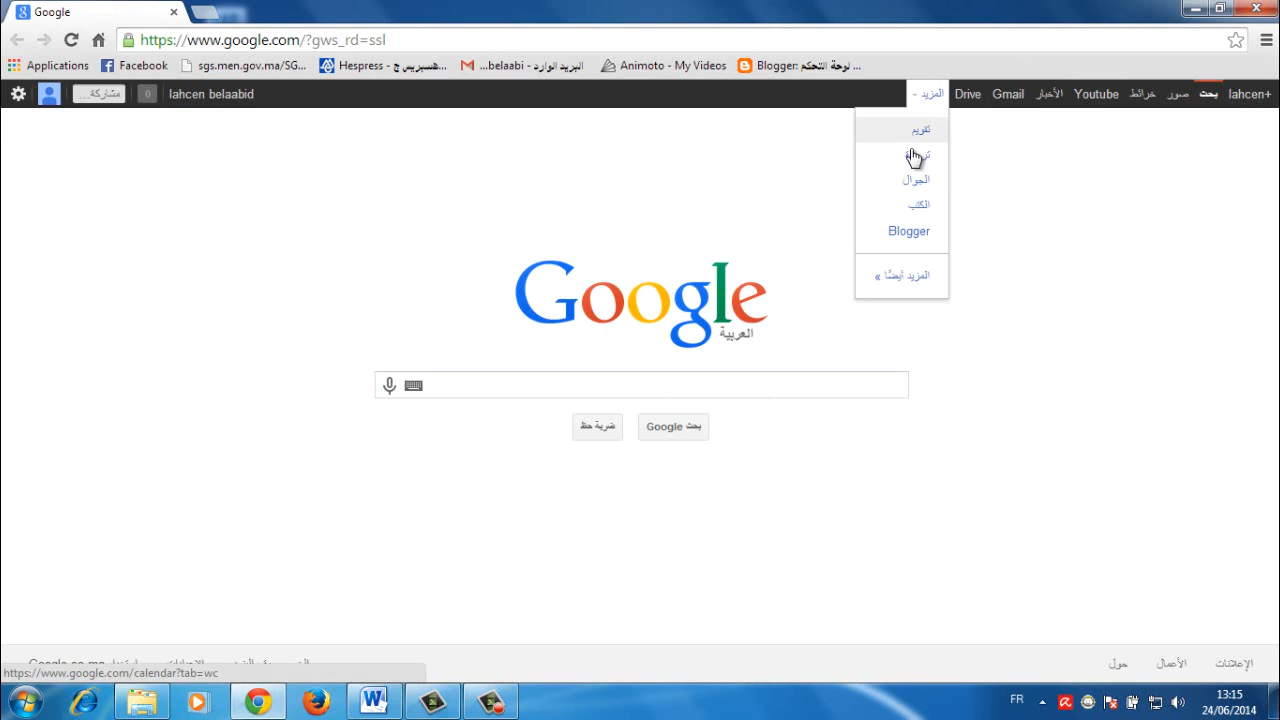 Google
https://www.google.com/?gws_rd=ssl
Applications Facebook sgs.men.gov.ma/SG... Hespress - هسبريس ج... البريد الوارد - belaabi... Animoto - My Videos Blogger: لوحة التحكم ...
lahcen+ بحث صور خرائط Youtube الأخبار Gmail Drive المزيد
lahcen belaabid 0 مشاركة...
تقويم
الجوال
الكتب
Blogger
المزيد أيضًا »
Google
العربية
بحث Google ضربة حظ
الإعلانات الأعمال حول
https://www.google.com/calendar?tab=wc
FR 13:15
24/06/2014